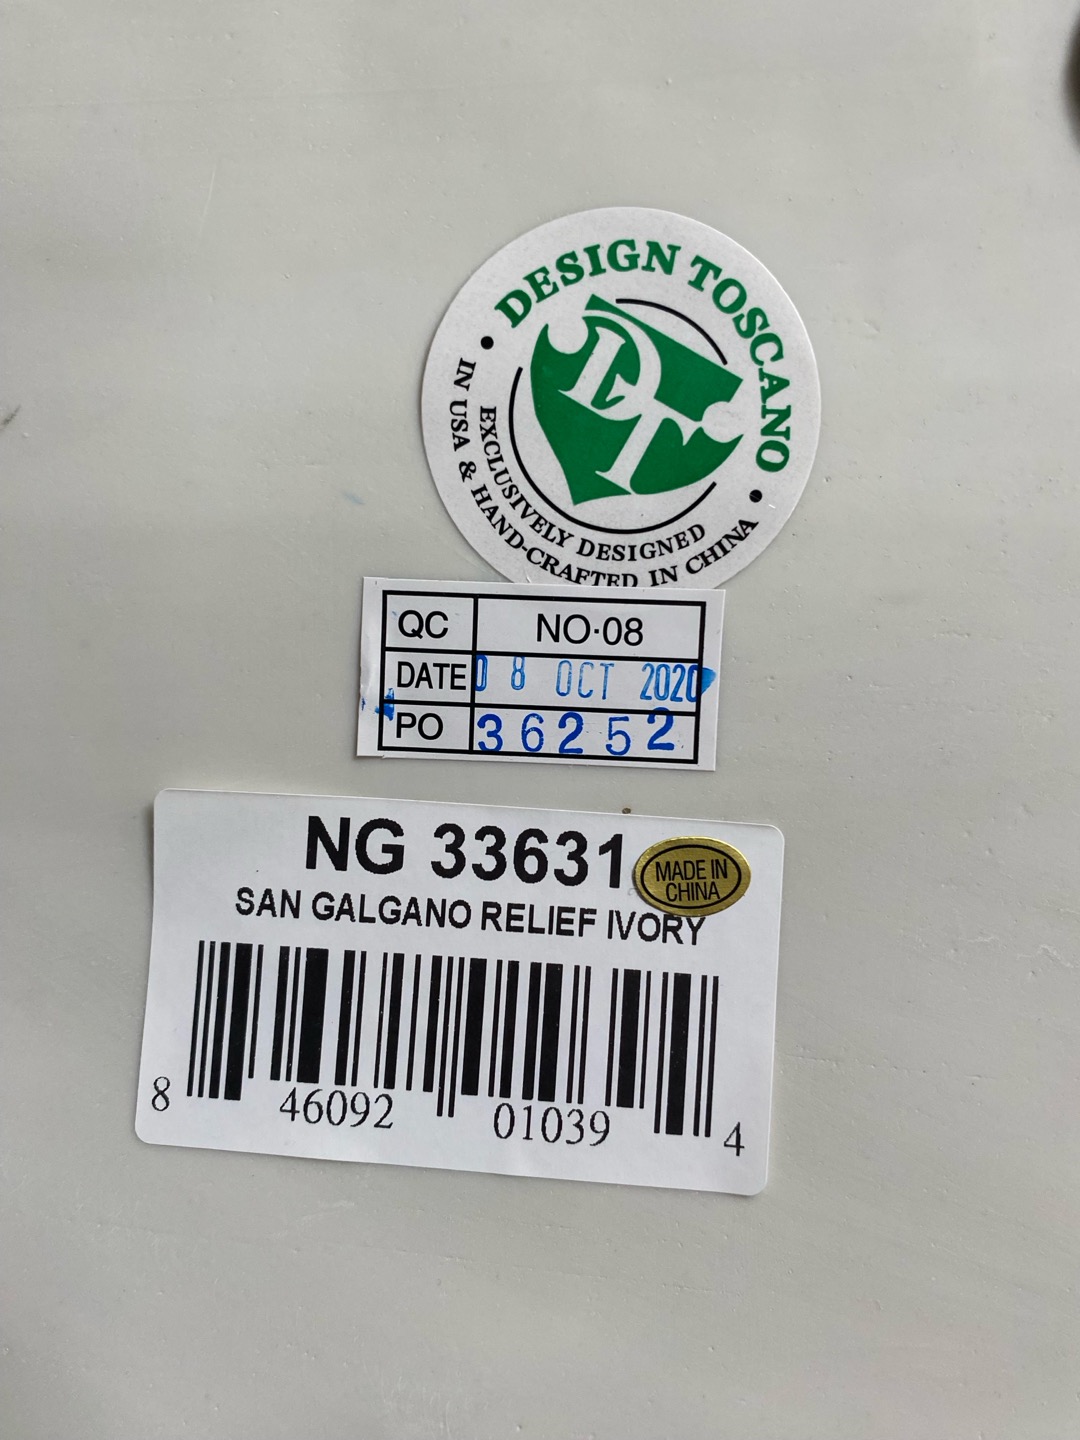 DESIGN TOSCANO
DT
EXCLUSIVELY DESIGNED
IN USA & HAND-CRAFTED IN CHINA
QC NO·08
DATE 08 OCT 2020
PO 36252
NG 33631
MADE IN
CHINA
SAN GALGANO RELIEF IVORY
8 46092 01039 4